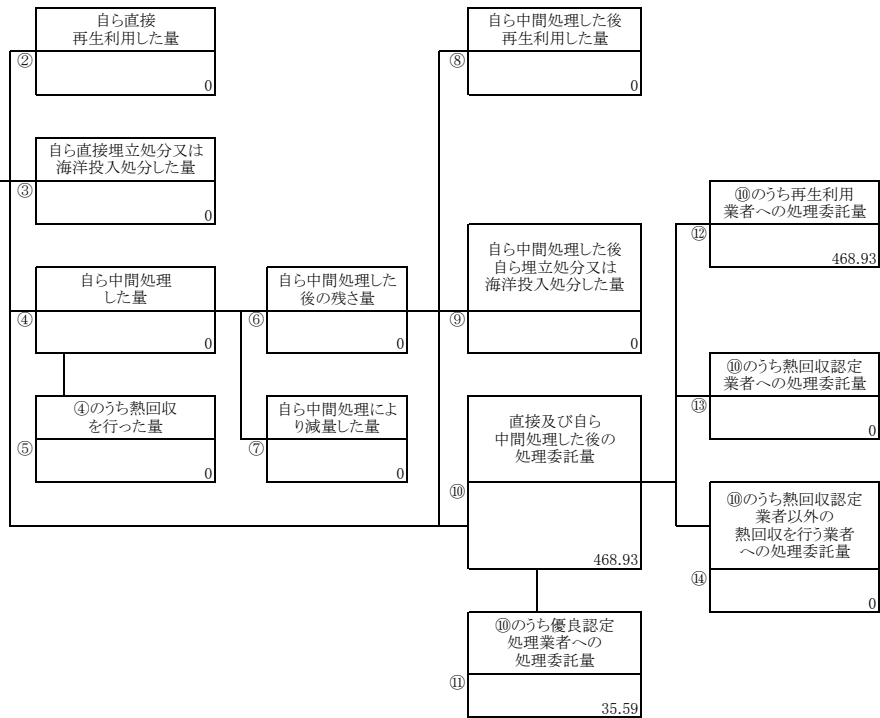 自ら直接
再生利用した量
②
0
自ら直接埋立処分又は
海洋投入処分した量
③
0
自ら中間処理
した量
④
0
④のうち熱回収
を行った量
⑤
0
自ら中間処理した
後の残さ量
⑥
0
自ら中間処理によ
り減量した量
⑦
0
自ら中間処理した後
再生利用した量
⑧
0
自ら中間処理した後
自ら埋立処分又は
海洋投入処分した量
⑨
0
直接及び自ら
中間処理した後の
処理委託量
⑩
468.93
⑩のうち優良認定
処理業者への
処理委託量
⑪
35.59
⑩のうち再生利用
業者への処理委託量
⑫
468.93
⑩のうち熱回収認定
業者への処理委託量
⑬
0
⑩のうち熱回収認定
業者以外の
熱回収を行う業者
への処理委託量
⑭
0